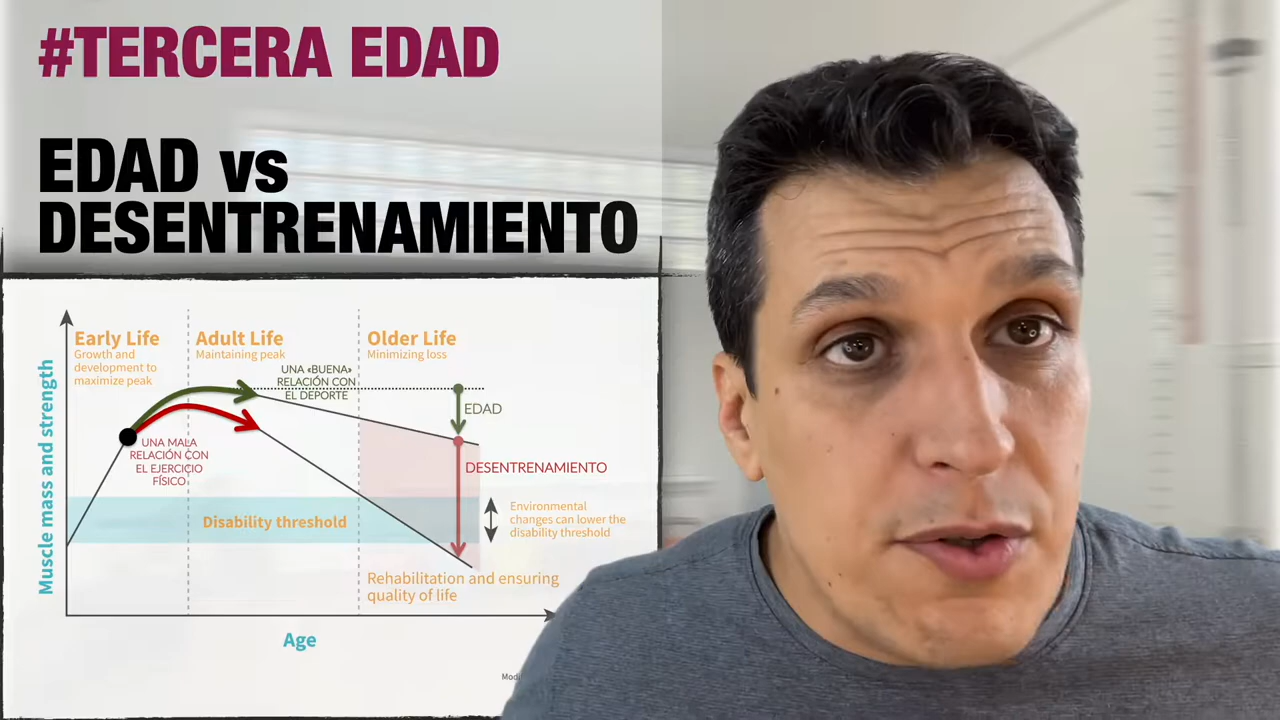 #TERCERA EDAD
EDAD vs
DESENTRENAMIENTO
Early Life
Growth and
development to
maximize peak
Adult Life
Maintaining peak
Older Life
Minimizing loss
UNA «BUENA»
RELACIÓN CON
EL DEPORTE
EDAD
UNA MALA
RELACIÓN CON
EL EJERCICIO
FÍSICO
DESENTRENAMIENTO
Muscle mass and strength
Disability threshold
Environmental
changes can lower the
disability threshold
Rehabilitation and ensuring
quality of life
Age